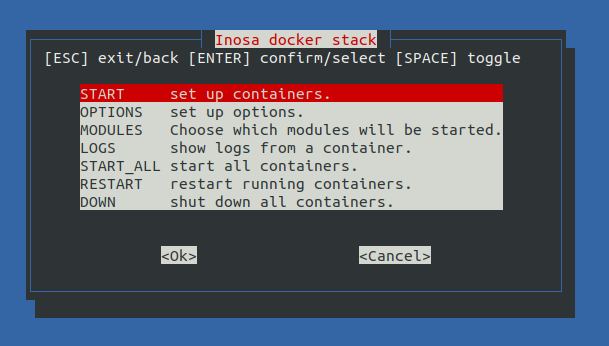 Inosa docker stack
[ESC] exit/back [ENTER] confirm/select [SPACE] toggle
START set up containers.
OPTIONS set up options.
MODULES Choose which modules will be started.
LOGS show logs from a container.
START_ALL start all containers.
RESTART restart running containers.
DOWN shut down all containers.
<Ok> <Cancel>